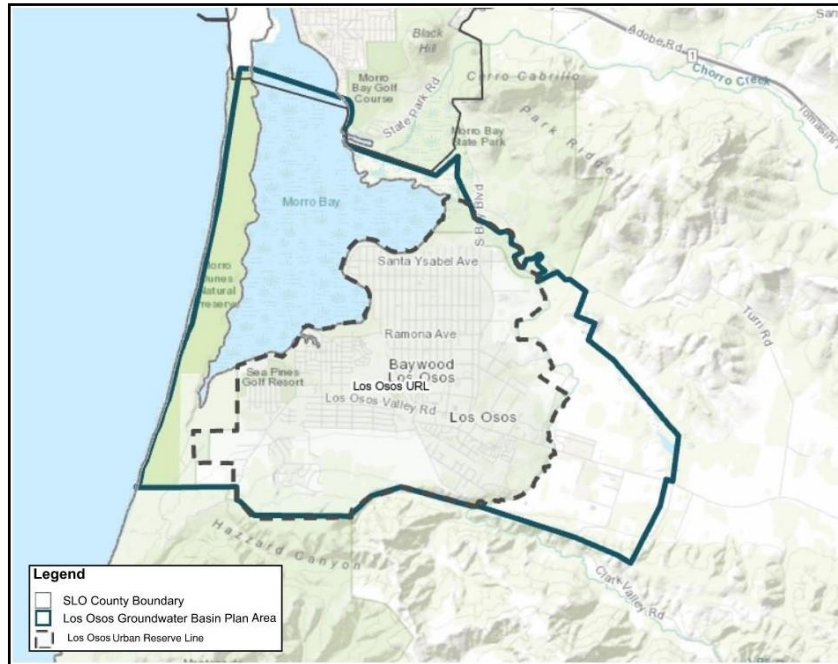 Black
Hill
Adobe Rd
1
Chorro Creek
Morro
Bay Golf
Course
State Park Rd
Cerro Cabrillo
Park Ridge
Morro Bay
State Park
Morro Bay
S Bay Blvd
Santa Ysabel Ave
Morro
Dunes
Natural
Preserve
Turri Rd
Ramona Ave
Baywood
Los Osos
Sea Pines
Golf Resort
Los Osos URL
Los Osos Valley Rd
Los Osos
Hazzard Canyon
Clark Valley Rd
Legend
SLO County Boundary
Los Osos Groundwater Basin Plan Area
Los Osos Urban Reserve Line